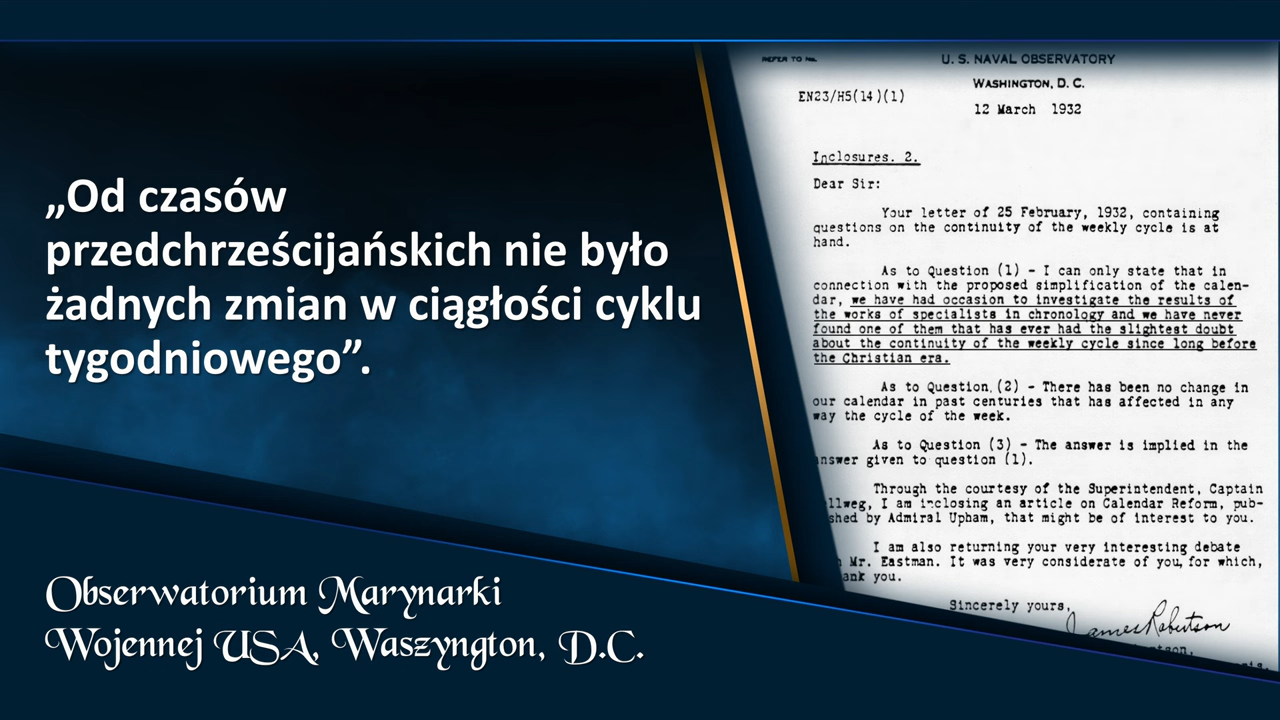 „Od czasów
przedchrześcijańskich nie było
żadnych zmian w ciągłości cyklu
tygodniowego”.
Obserwatorium Marynarki
Wojennej USA, Waszyngton, D.C.
REFER TO No.
U. S. NAVAL OBSERVATORY
WASHINGTON, D. C.
EN23/H5(14)(1)
12 March 1932
Inclosures. 2.
Dear Sir:
Your letter of 25 February, 1932, containing
questions on the continuity of the weekly cycle is at
hand.
As to Question (1) - I can only state that in
connection with the proposed simplification of the calen-
dar, we have had occasion to investigate the results of
the works of specialists in chronology and we have never
found one of them that has ever had the slightest doubt
about the continuity of the weekly cycle since long before
the Christian era.
As to Question (2) - There has been no change in
our calendar in past centuries that has affected in any
way the cycle of the week.
As to Question (3) - The answer is implied in the
nswer given to question (1).
Through the courtesy of the Superintendent, Captain
llweg, I am inclosing an article on Calendar Reform, pub-
shed by Admiral Upham, that might be of interest to you.
I am also returning your very interesting debate
Mr. Eastman. It was very considerate of you, for which,
ank you.
Sincerely yours,
James Robertson